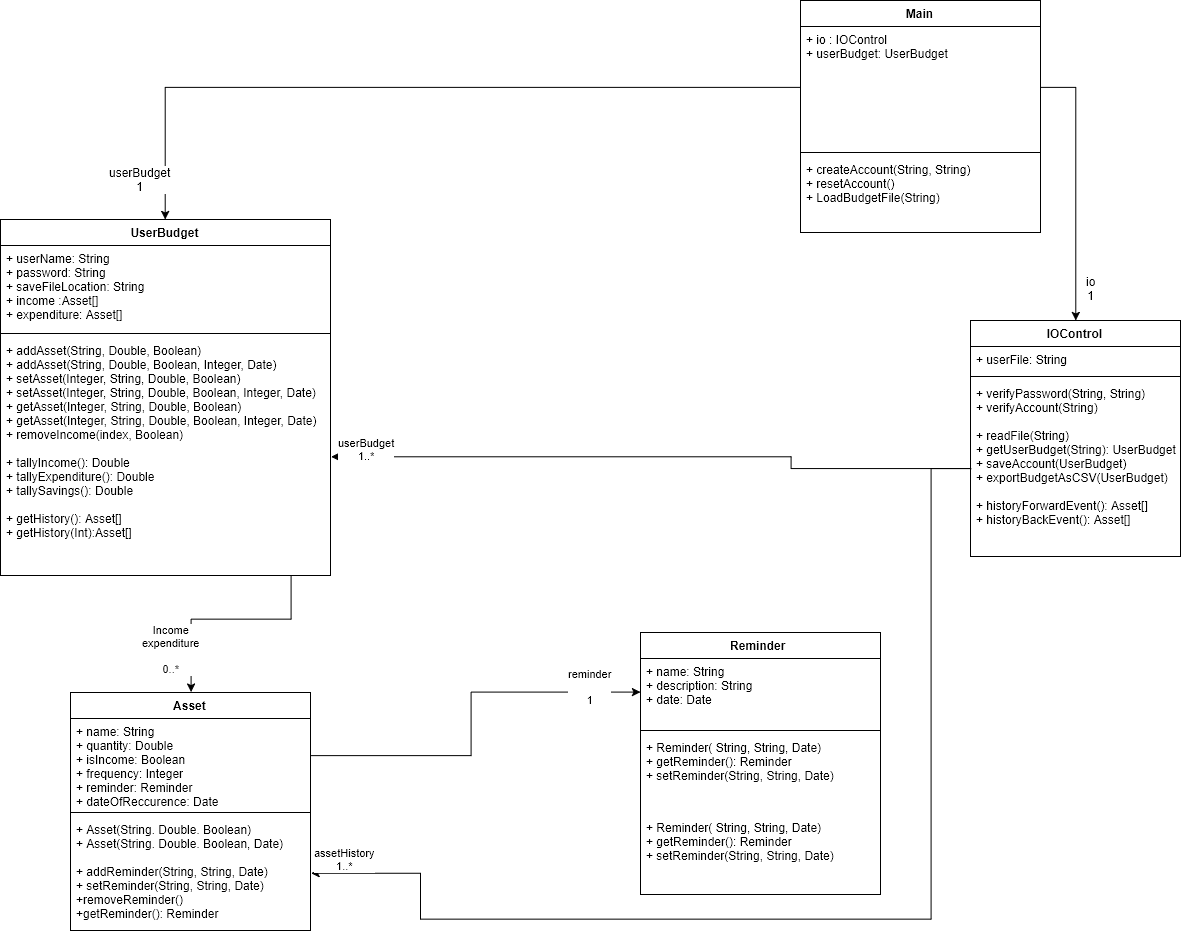 Main
+ io : IOControl
+ userBudget: UserBudget
+ createAccount(String, String)
+ resetAccount()
+ LoadBudgetFile(String)
userBudget
1
io
1
UserBudget
+ userName: String
+ password: String
+ saveFileLocation: String
+ income :Asset[]
+ expenditure: Asset[]
+ addAsset(String, Double, Boolean)
+ addAsset(String, Double, Boolean, Integer, Date)
+ setAsset(Integer, String, Double, Boolean)
+ setAsset(Integer, String, Double, Boolean, Integer, Date)
+ getAsset(Integer, String, Double, Boolean)
+ getAsset(Integer, String, Double, Boolean, Integer, Date)
+ removeIncome(index, Boolean)
+ tallyIncome(): Double
+ tallyExpenditure(): Double
+ tallySavings(): Double
+ getHistory(): Asset[]
+ getHistory(Int):Asset[]
IOControl
+ userFile: String
+ verifyPassword(String, String)
+ verifyAccount(String)
+ readFile(String)
+ getUserBudget(String): UserBudget
+ saveAccount(UserBudget)
+ exportBudgetAsCSV(UserBudget)
+ historyForwardEvent(): Asset[]
+ historyBackEvent(): Asset[]
userBudget
1..*
Income
expenditure
0..*
Asset
+ name: String
+ quantity: Double
+ isIncome: Boolean
+ frequency: Integer
+ reminder: Reminder
+ dateOfReccurence: Date
+ Asset(String. Double. Boolean)
+ Asset(String. Double. Boolean, Date)
+ addReminder(String, String, Date)
+ setReminder(String, String, Date)
+removeReminder()
+getReminder(): Reminder
reminder
1
Reminder
+ name: String
+ description: String
+ date: Date
+ Reminder( String, String, Date)
+ getReminder(): Reminder
+ setReminder(String, String, Date)
+ Reminder( String, String, Date)
+ getReminder(): Reminder
+ setReminder(String, String, Date)
assetHistory
1..*